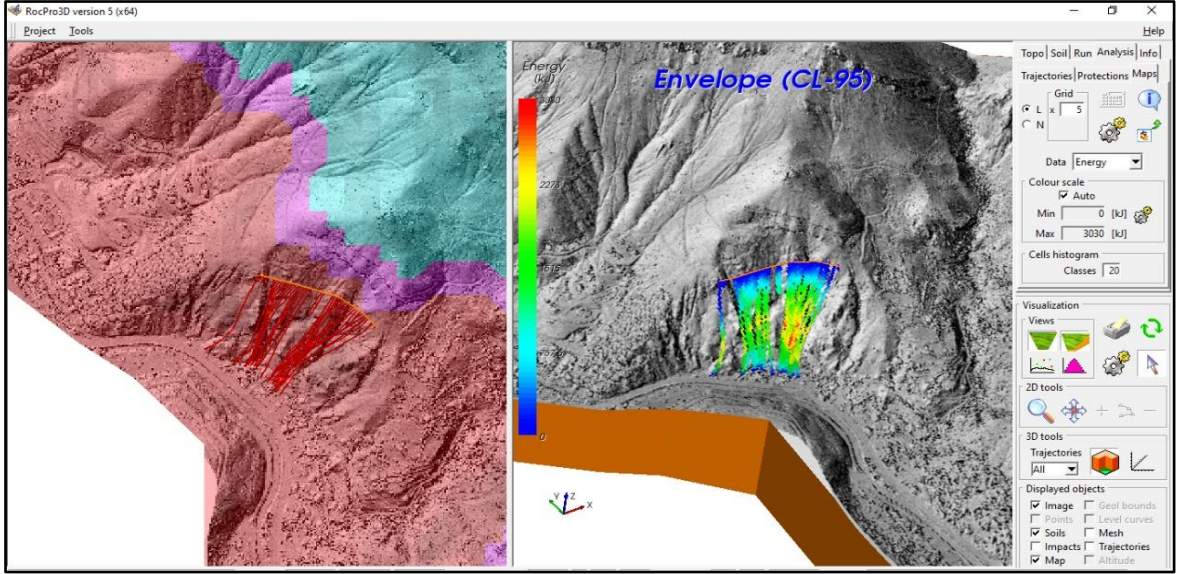 RocPro3D version 5 (x64)
Project Tools Help
Energy
(kJ)
Envelope (CL-95)
0
Y Z X
Topo Soil Run Analysis Info
Trajectories Protections Maps
Grid
L x 5
N
Data Energy
Colour scale
Auto
Min 0 [kJ]
Max 3030 [kJ]
Cells histogram
Classes 20
Visualization
Views
2D tools
3D tools
Trajectories
All
Displayed objects
Image Geol bounds
Points Level curves
Soils Mesh
Impacts Trajectories
Map Altitude